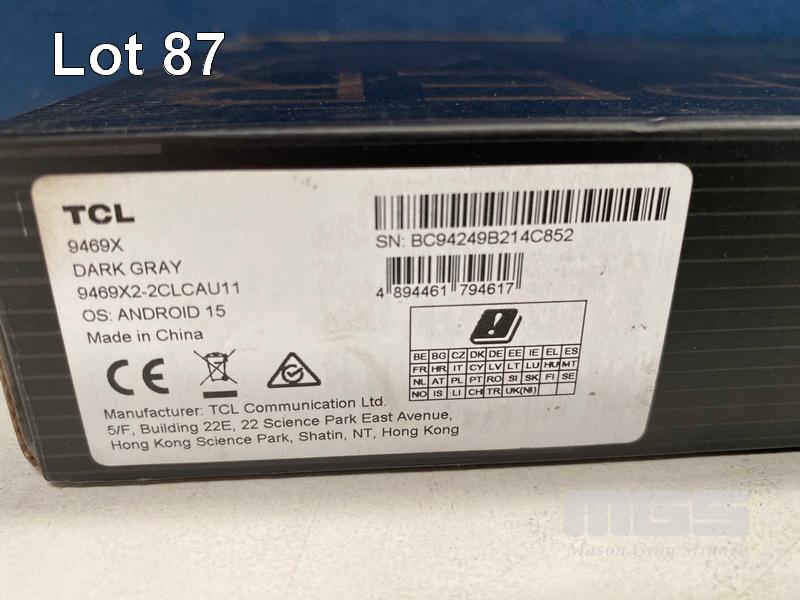 Lot 87
TCL
9469X
DARK GRAY
9469X2-2CLCAU11
OS: ANDROID 15
Made in China
SN: BC94249B214C852
4 894461 794617
BE BG CZ DK DE EE IE EL ES
FR HR IT CY LV LT LU HU MT
NL AT PL PT RO SI SK FI SE
NO IS LI CH TR UK(NI)
CE
Manufacturer: TCL Communication Ltd.
5/F, Building 22E, 22 Science Park East Avenue,
Hong Kong Science Park, Shatin, NT, Hong Kong
MGS
Mason Gray Strange